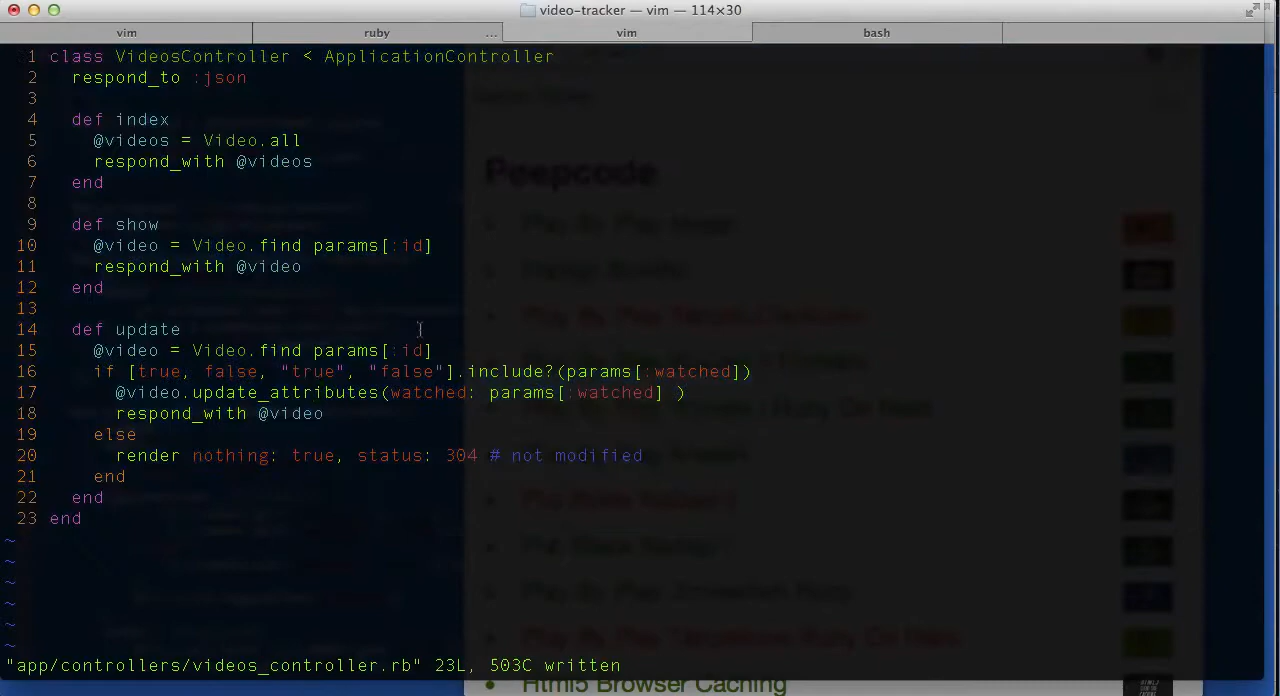 video-tracker — vim — 114×30
vim ruby ... vim bash
1 class VideosController < ApplicationController
2 respond_to :json
3
4 def index
5 @videos = Video.all
6 respond_with @videos
7 end
8
9 def show
10 @video = Video.find params[:id]
11 respond_with @video
12 end
13
14 def update
15 @video = Video.find params[:id]
16 if [true, false, "true", "false"].include?(params[:watched])
17 @video.update_attributes(watched: params[:watched] )
18 respond_with @video
19 else
20 render nothing: true, status: 304 # not modified
21 end
22 end
23 end
~
~
~
~
~
~
"app/controllers/videos_controller.rb" 23L, 503C written
Peepcode
Html5 Browser Caching